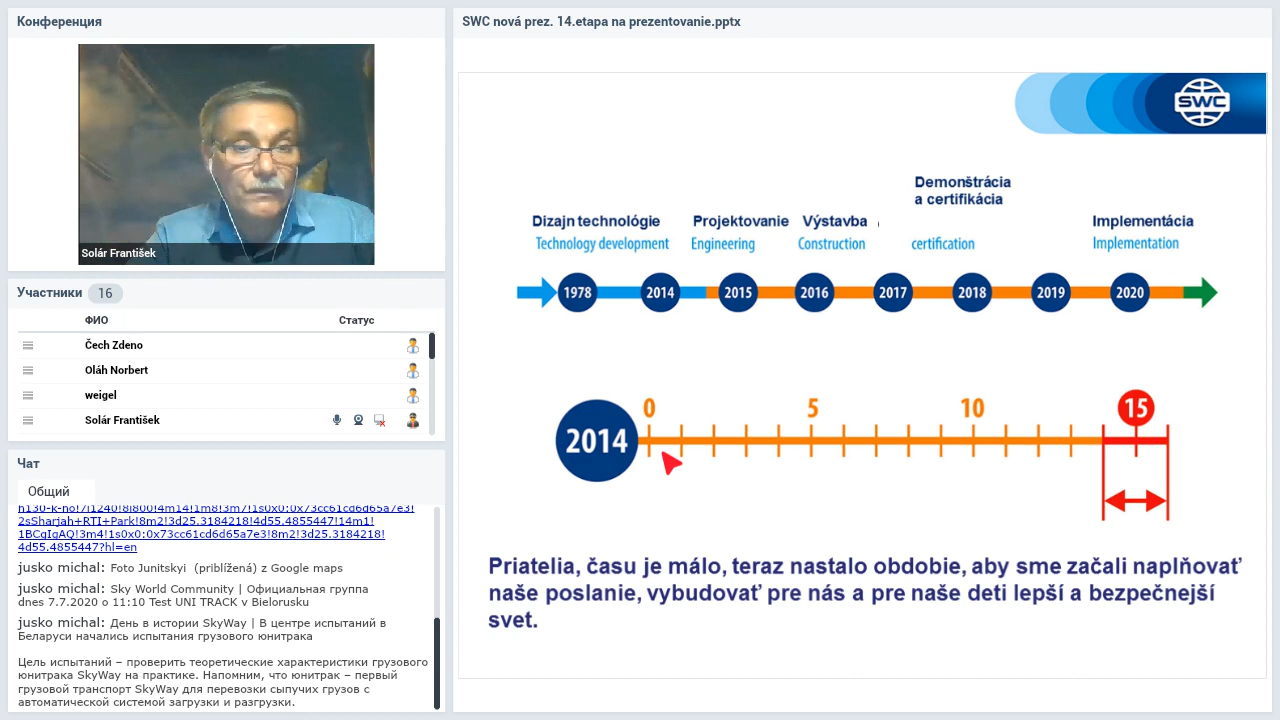 Конференция
Solár František
Участники 16
ФИО Статус
Čech Zdeno
Oláh Norbert
weigel
Solár František
Чат
Общий
2sSharjah+RTI+Park!8m2!3d25.3184218!4d55.4855447!14m1!
1BCgIgAQ!3m4!1s0x0:0x73cc61cd6d65a7e3!8m2!3d25.3184218!
4d55.4855447?hl=en
jusko michal: Foto Junitskyi (priblížená) z Google maps
jusko michal: Sky World Community | Официальная группа
dnes 7.7.2020 o 11:10 Test UNI TRACK v Bielorusku
jusko michal: День в истории SkyWay | В центре испытаний в
Беларуси начались испытания грузового юнитрака
Цель испытаний – проверить теоретические характеристики грузового
юнитрака SkyWay на практике. Напомним, что юнитрак – первый
грузовой транспорт SkyWay для перевозки сыпучих грузов с
автоматической системой загрузки и разгрузки.
SWC nová prez. 14.etapa na prezentovanie.pptx
SWC
Demonštrácia
a certifikácia
Dizajn technológie Projektovanie Výstavba , Implementácia
Technology development Engineering Construction certification Implementation
1978 2014 2015 2016 2017 2018 2019 2020
0 5 10 15
2014
Priatelia, času je málo, teraz nastalo obdobie, aby sme začali naplňovať
naše poslanie, vybudovať pre nás a pre naše deti lepší a bezpečnejší
svet.